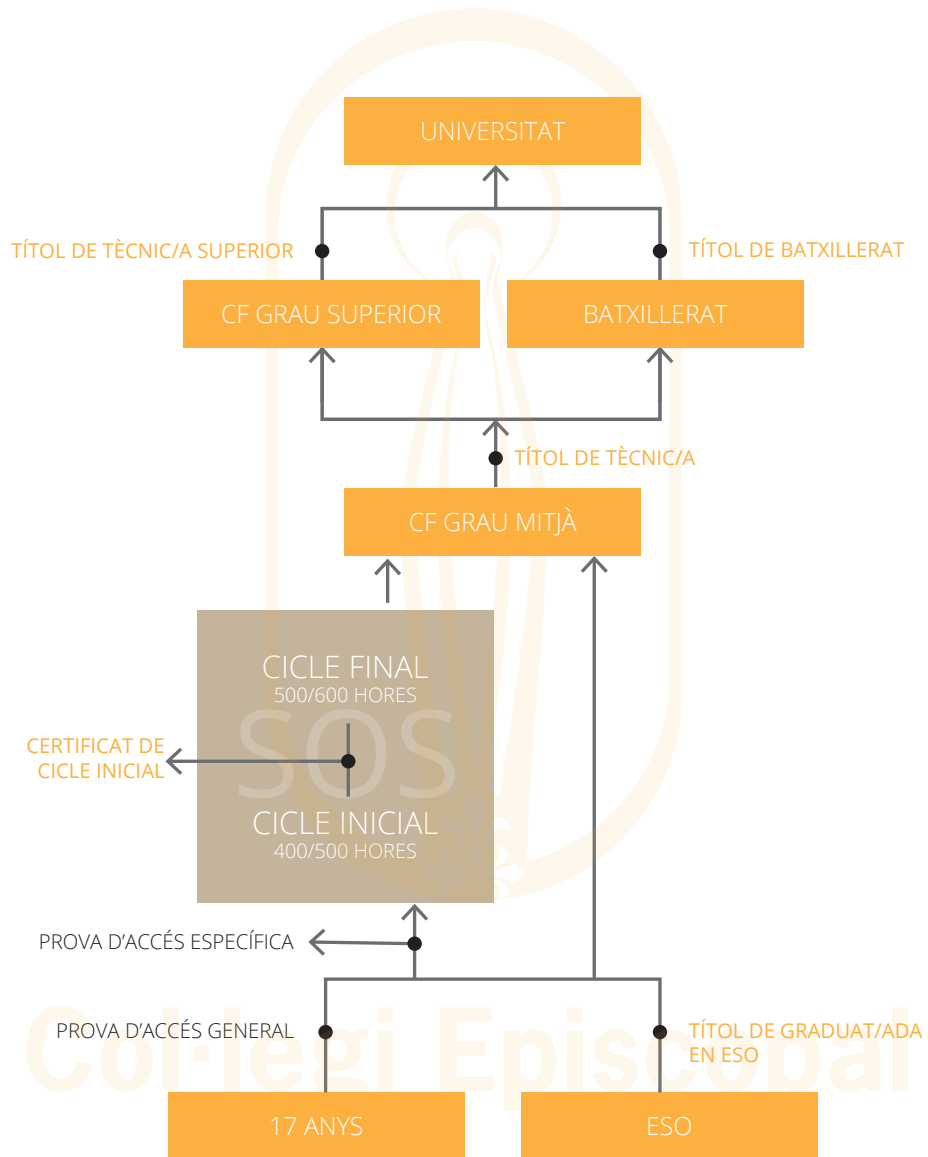 UNIVERSITAT
TÍTOL DE TÈCNIC/A SUPERIOR
TÍTOL DE BATXILLERAT
CF GRAU SUPERIOR
BATXILLERAT
TÍTOL DE TÈCNIC/A
CF GRAU MITJÀ
CICLE FINAL
500/600 HORES
SOS
CERTIFICAT DE
CICLE INICIAL
CICLE INICIAL
400/500 HORES
PROVA D'ACCÉS ESPECÍFICA
PROVA D'ACCÉS GENERAL
TÍTOL DE GRADUAT/ADA
EN ESO
Col·legi Episcopal
17 ANYS
ESO